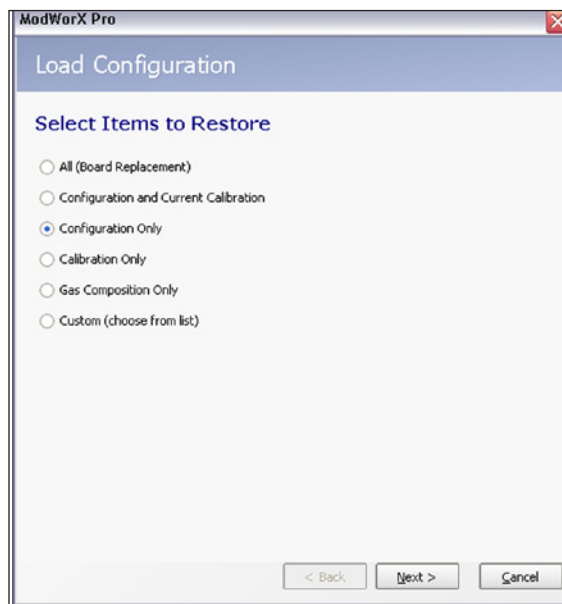 ModWorX Pro
Load Configuration
Select Items to Restore
All (Board Replacement)
Configuration and Current Calibration
Configuration Only
Calibration Only
Gas Composition Only
Custom (choose from list)
< Back Next > Cancel